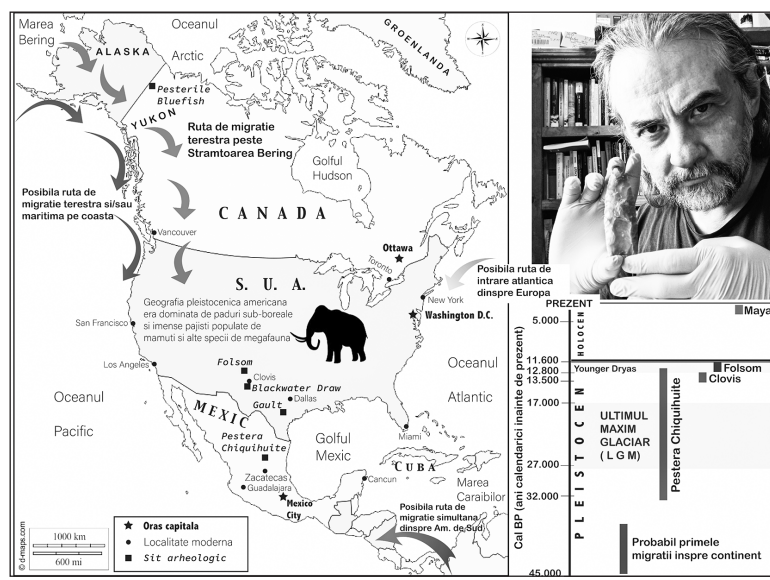 Marea
Bering
Oceanul
Arctic
GROENLANDA
ALASKA
Pesterile
Bluefish
YUKON
Ruta de migratie
terestra peste
Stramtoarea Bering
Golful
Hudson
Posibila ruta de
migratie terestra si/sau
maritima pe coasta
CANADA
Vancouver
Ottawa
Toronto
Posibila ruta de
intrare atlantica
dinspre Europa
S. U. A.
Geografia pleistocenica americana
era dominata de paduri sub-boreale
si imense pajisti populate de
mamuti si alte specii de megafauna
New York
Washington D.C.
San Francisco
Los Angeles
Folsom
Clovis
Blackwater Draw
Dallas
Gault
Oceanul
Atlantic
Oceanul
Pacific
MEXIC
Pestera
Chiquihuite
Golful
Mexic
Miami
CUBA
Zacatecas
Guadalajara
Cancun
Marea
Caraibilor
Mexico
City
Posibila ruta de
migratie simultana
dinspre Am. de Sud
1000 km
600 mi
© d-maps.com
Oras capitala
Localitate moderna
Sit arheologic
PREZENT
5.000
11.600
12.800
13.500
17.000
27.000
32.000
45.000
Cal BP (ani calendarici inainte de prezent)
HOLOCEN
PLEISTOCEN
Maya
Younger Dryas
Folsom
Clovis
ULTIMUL
MAXIM
GLACIAR
( L G M)
Pestera Chiquihuite
Probabil primele
migratii inspre continent